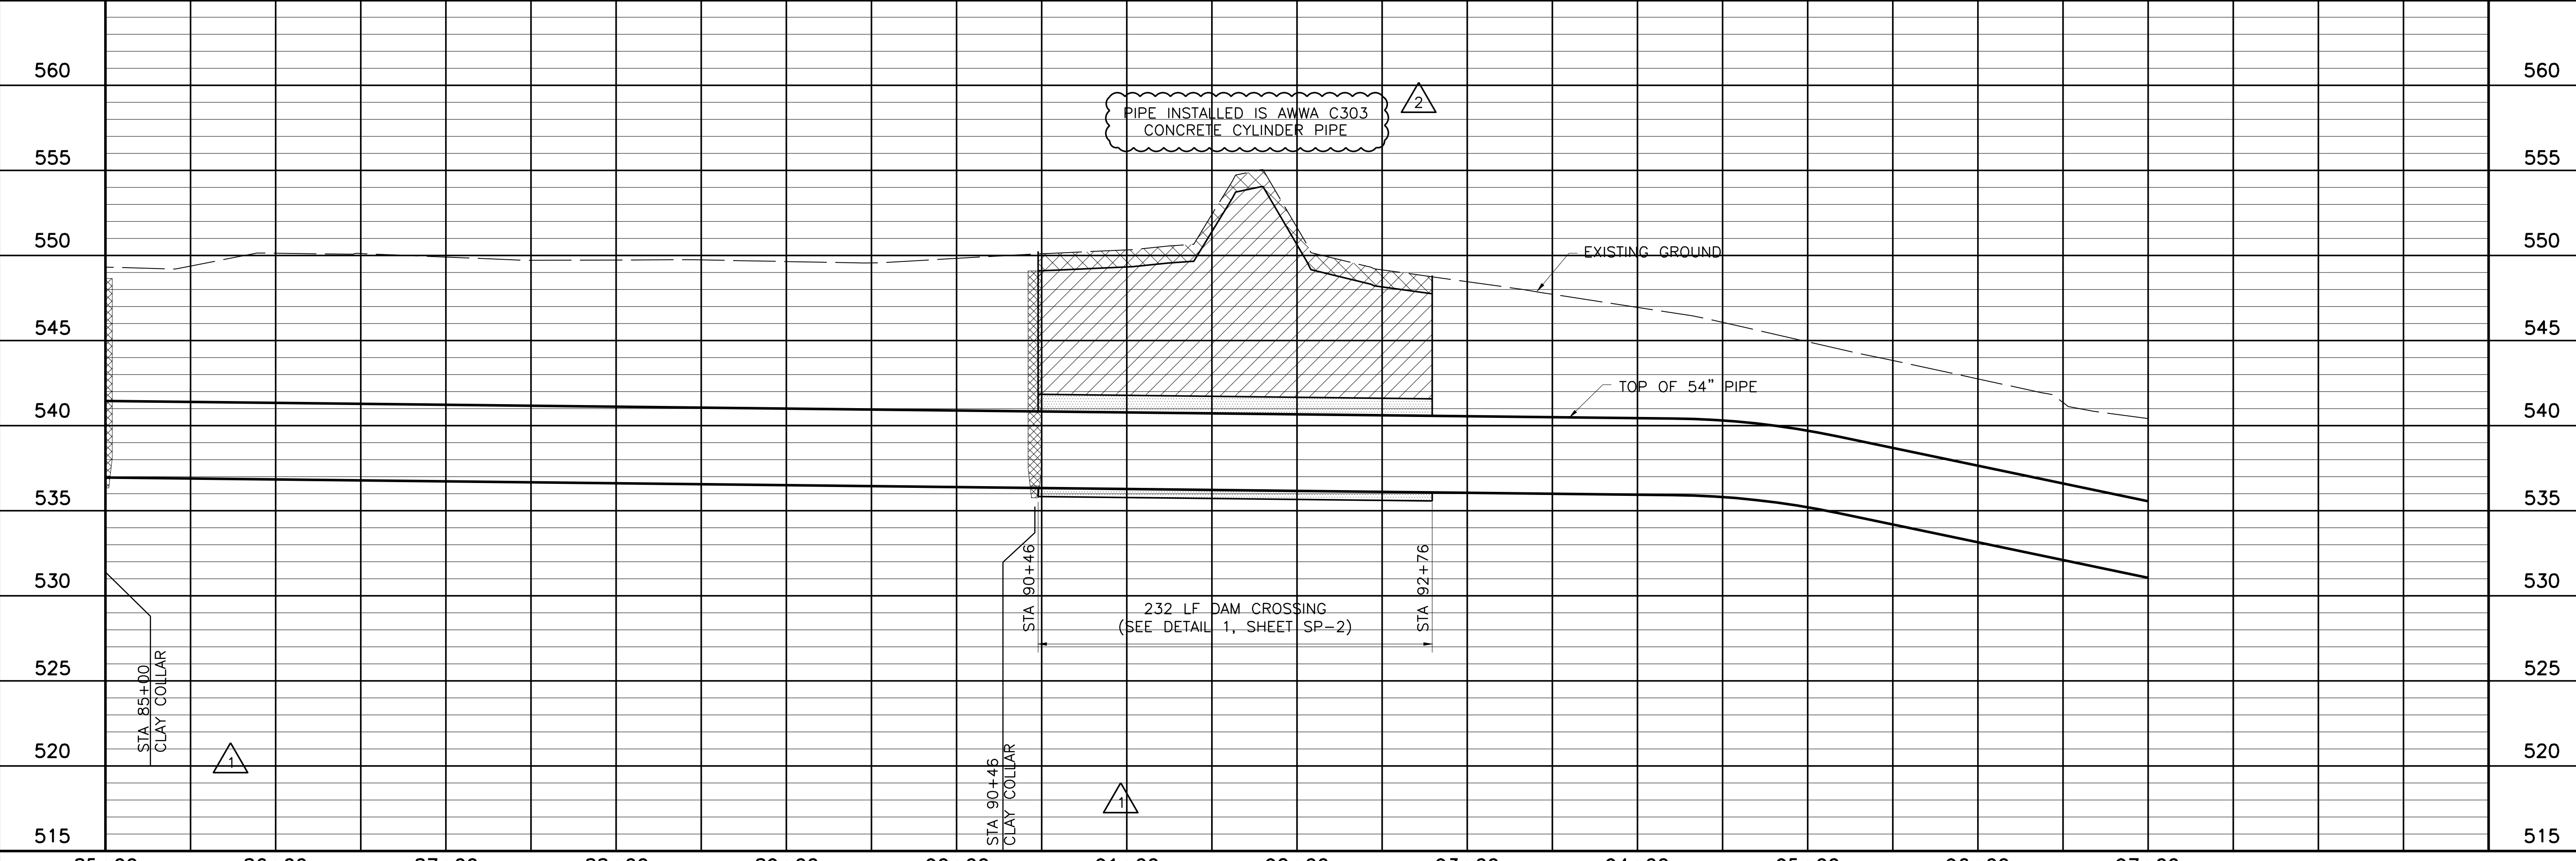 560
560
PIPE INSTALLED IS AWWA C303
CONCRETE CYLINDER PIPE
2
555
555
550
550
EXISTING GROUND
545
545
TOP OF 54" PIPE
540
540
535
535
STA 90+46
STA 92+76
530
530
232 LF DAM CROSSING
(SEE DETAIL 1, SHEET SP-2)
525
525
STA 85+00
CLAY COLLAR
520
520
1
STA 90+46
CLAY COLLAR
1
515
515